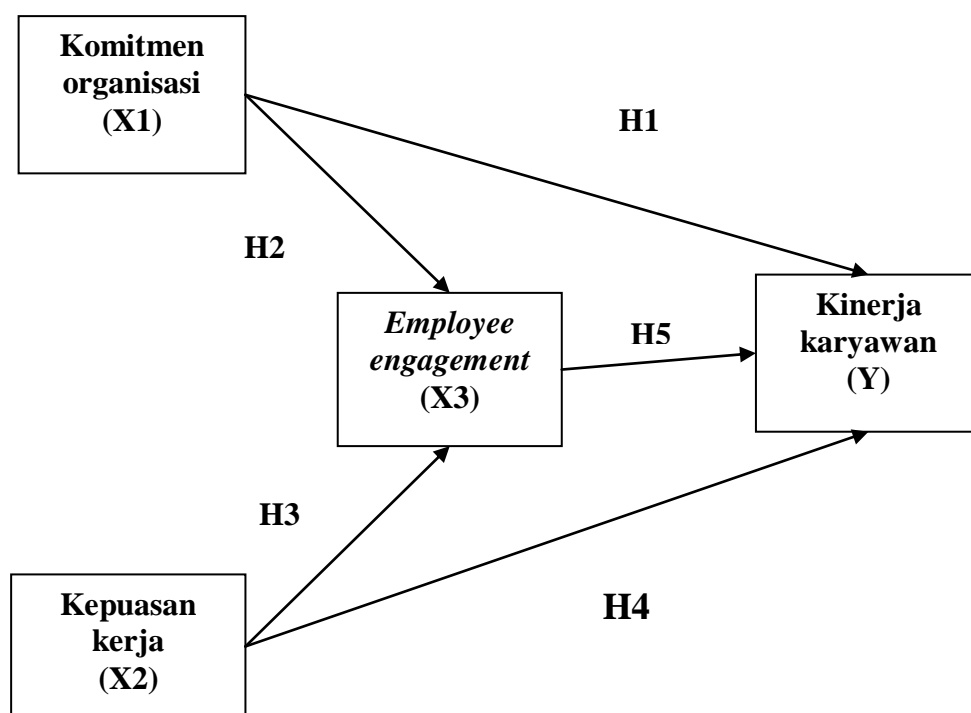 Komitmen
organisasi
(X1)
H1
H2
Employee
engagement
(X3)
H5
Kinerja
karyawan
(Y)
H3
Kepuasan
kerja
(X2)
H4